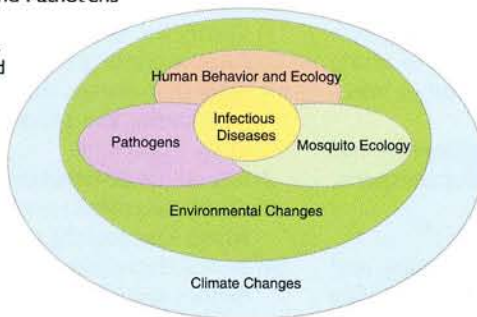 Human Behavior and Ecology
Infectious
Diseases
Pathogens
Mosquito Ecology
Environmental Changes
Climate Changes